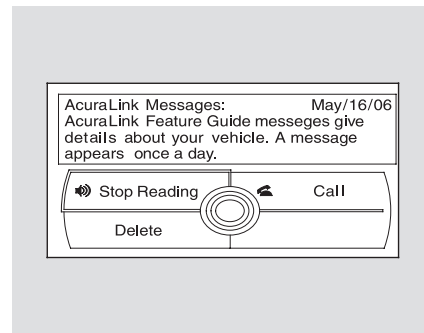 AcuraLink Messages: May/16/06
AcuraLink Feature Guide messeges give
details about your vehicle. A message
appears once a day.
Stop Reading Call
Delete